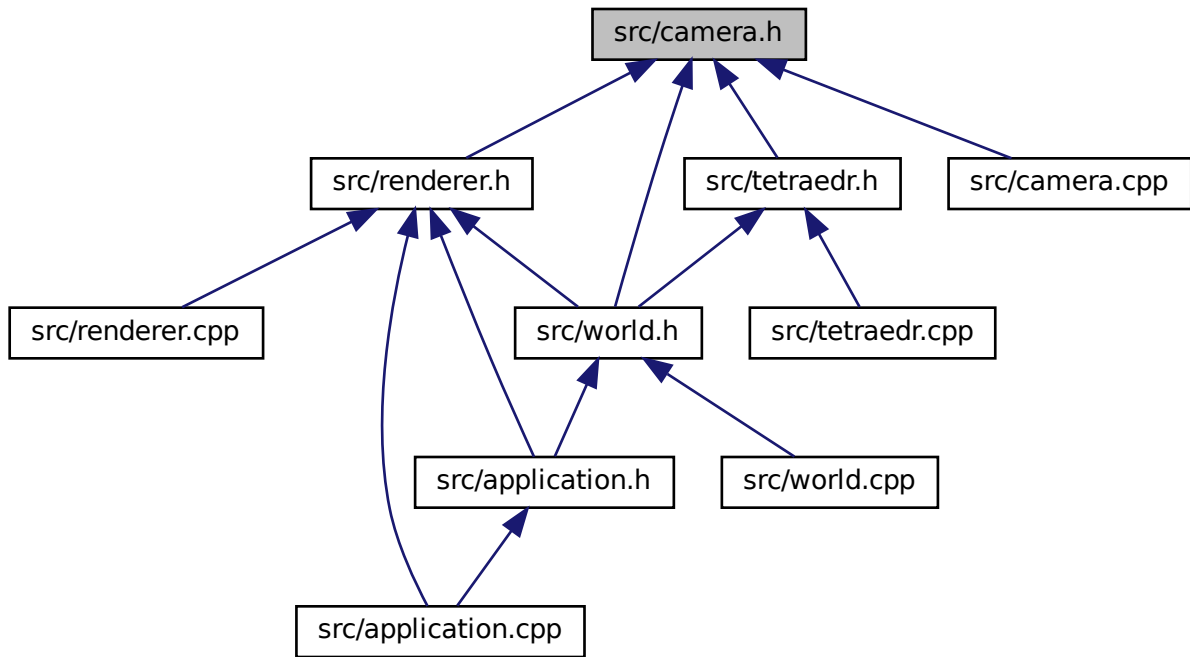 src/camera.h
src/renderer.h
src/tetraedr.h
src/camera.cpp
src/renderer.cpp
src/world.h
src/tetraedr.cpp
src/application.h
src/world.cpp
src/application.cpp